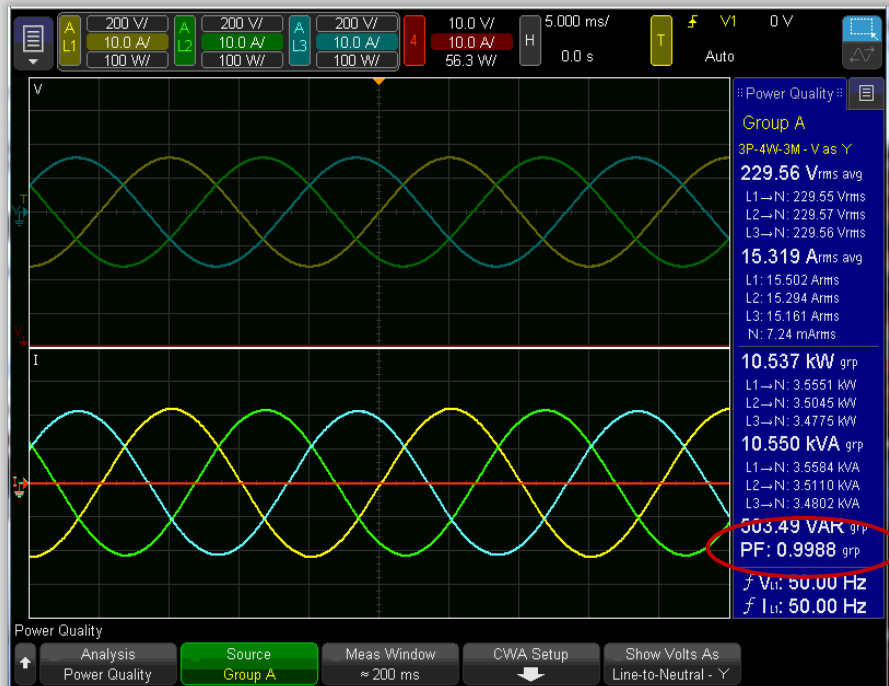 A L1 200 V/ 10.0 A/ 100 W/
A L2 200 V/ 10.0 A/ 100 W/
A L3 200 V/ 10.0 A/ 100 W/
4 10.0 V/ 10.0 A/ 56.3 W/
H 5.000 ms/ 0.0 s
T V1 0 V
Auto
V
T
V
I
I
Power Quality
Group A
3P-4W-3M - V as Y
229.56 Vrms avg
L1→N: 229.55 Vrms
L2→N: 229.57 Vrms
L3→N: 229.56 Vrms
15.319 Arms avg
L1: 15.502 Arms
L2: 15.294 Arms
L3: 15.161 Arms
N: 7.24 mArms
10.537 kW grp
L1→N: 3.5551 kW
L2→N: 3.5045 kW
L3→N: 3.4775 kW
10.550 kVA grp
L1→N: 3.5584 kVA
L2→N: 3.5110 kVA
L3→N: 3.4802 kVA
503.49 VAR grp
PF: 0.9988 grp
f VL1: 50.00 Hz
f IL1: 50.00 Hz
Power Quality
Analysis
Power Quality
Source
Group A
Meas Window
≈ 200 ms
CWA Setup
Show Volts As
Line-to-Neutral - Y